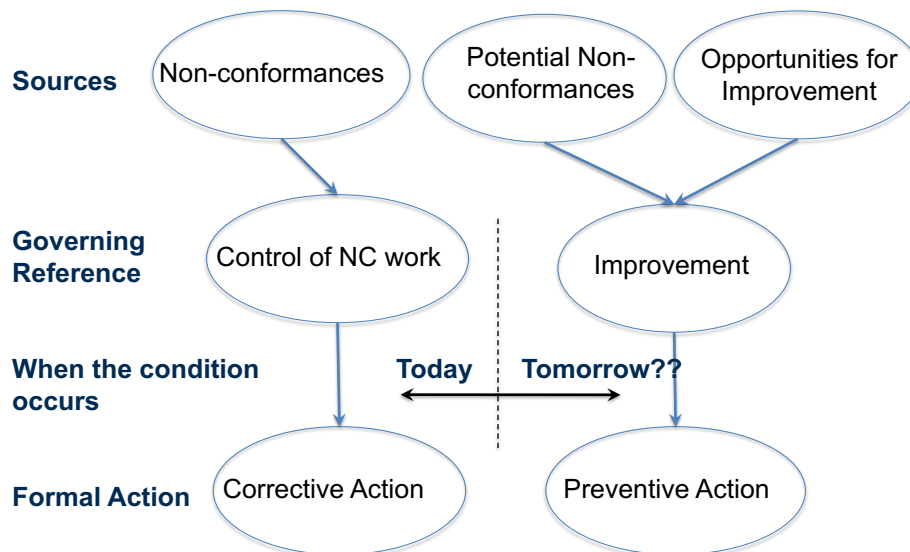 Sources
Non-conformances
Potential Non-
conformances
Opportunities for
Improvement
Governing
Reference
Control of NC work
Improvement
When the condition
occurs
Today
Tomorrow??
Formal Action
Corrective Action
Preventive Action